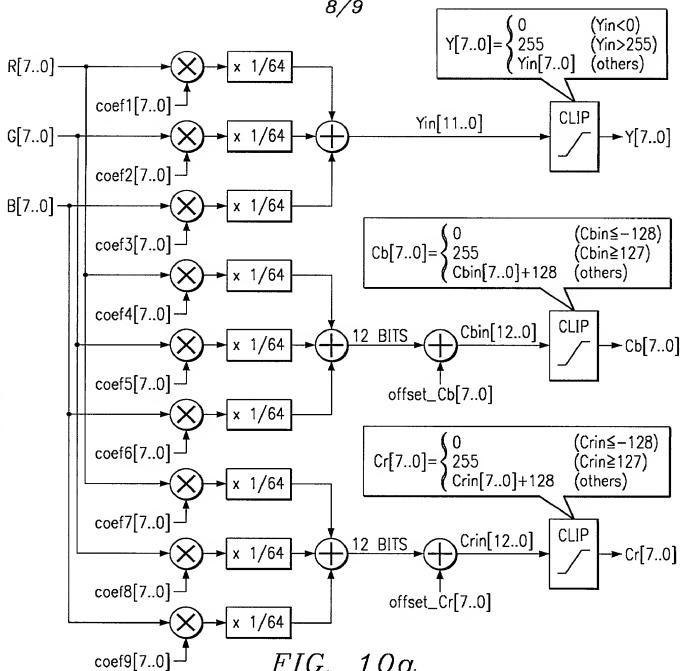 8/9
Y[7..0]= { 0 (Yin<0)
255 (Yin>255)
Yin[7..0] (others)
R[7..0]
x 1/64
coef1[7..0]
CLIP
G[7..0]
x 1/64
Yin[11..0]
Y[7..0]
coef2[7..0]
B[7..0]
x 1/64
coef3[7..0]
Cb[7..0]= { 0 (Cbin≦-128)
255 (Cbin≧127)
Cbin[7..0]+128 (others)
x 1/64
coef4[7..0]
CLIP
x 1/64
12 BITS
Cbin[12..0]
Cb[7..0]
coef5[7..0]
offset_Cb[7..0]
x 1/64
coef6[7..0]
Cr[7..0]= { 0 (Crin≦-128)
255 (Crin≧127)
Crin[7..0]+128 (others)
x 1/64
coef7[7..0]
CLIP
x 1/64
12 BITS
Crin[12..0]
Cr[7..0]
coef8[7..0]
offset_Cr[7..0]
x 1/64
coef9[7..0]
FIG. 10a